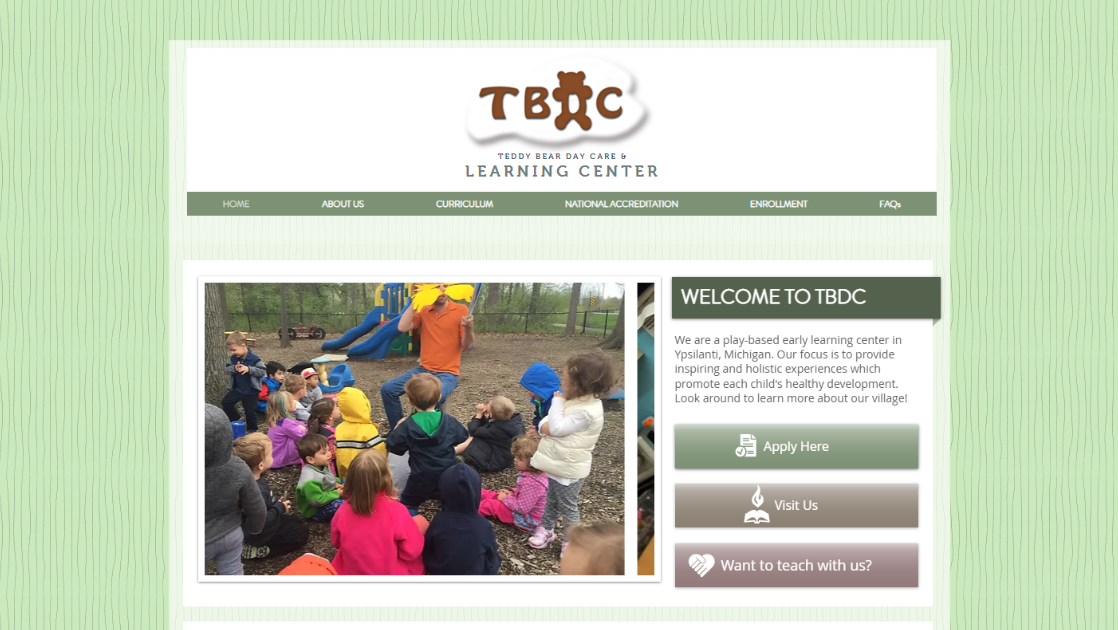 TBDC
TEDDY BEAR DAY CARE &
LEARNING CENTER
HOME ABOUT US CURRICULUM NATIONAL ACCREDITATION ENROLLMENT FAQs
WELCOME TO TBDC
We are a play-based early learning center in
Ypsilanti, Michigan. Our focus is to provide
inspiring and holistic experiences which
promote each child's healthy development.
Look around to learn more about our village!
Apply Here
Visit Us
Want to teach with us?